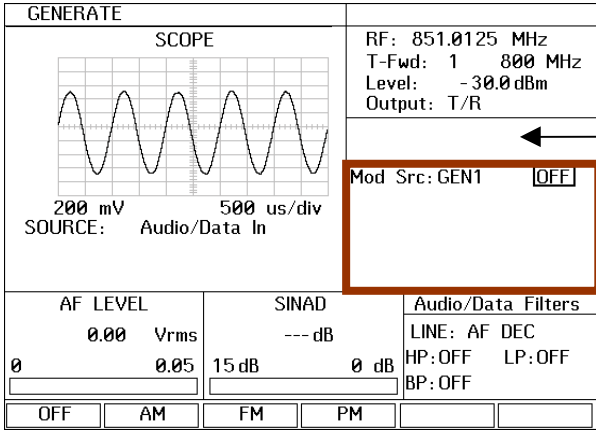 GENERATE
SCOPE
200 mV 500 us/div
SOURCE: Audio/Data In
RF: 851.0125 MHz
T-Fwd: 1 800 MHz
Level: -30.0 dBm
Output: T/R
Mod Src: GEN1 OFF
AF LEVEL
0.00 Vrms
0 0.05
SINAD
--- dB
15 dB 0 dB
Audio/Data Filters
LINE: AF DEC
HP: OFF LP: OFF
BP: OFF
OFF AM FM PM